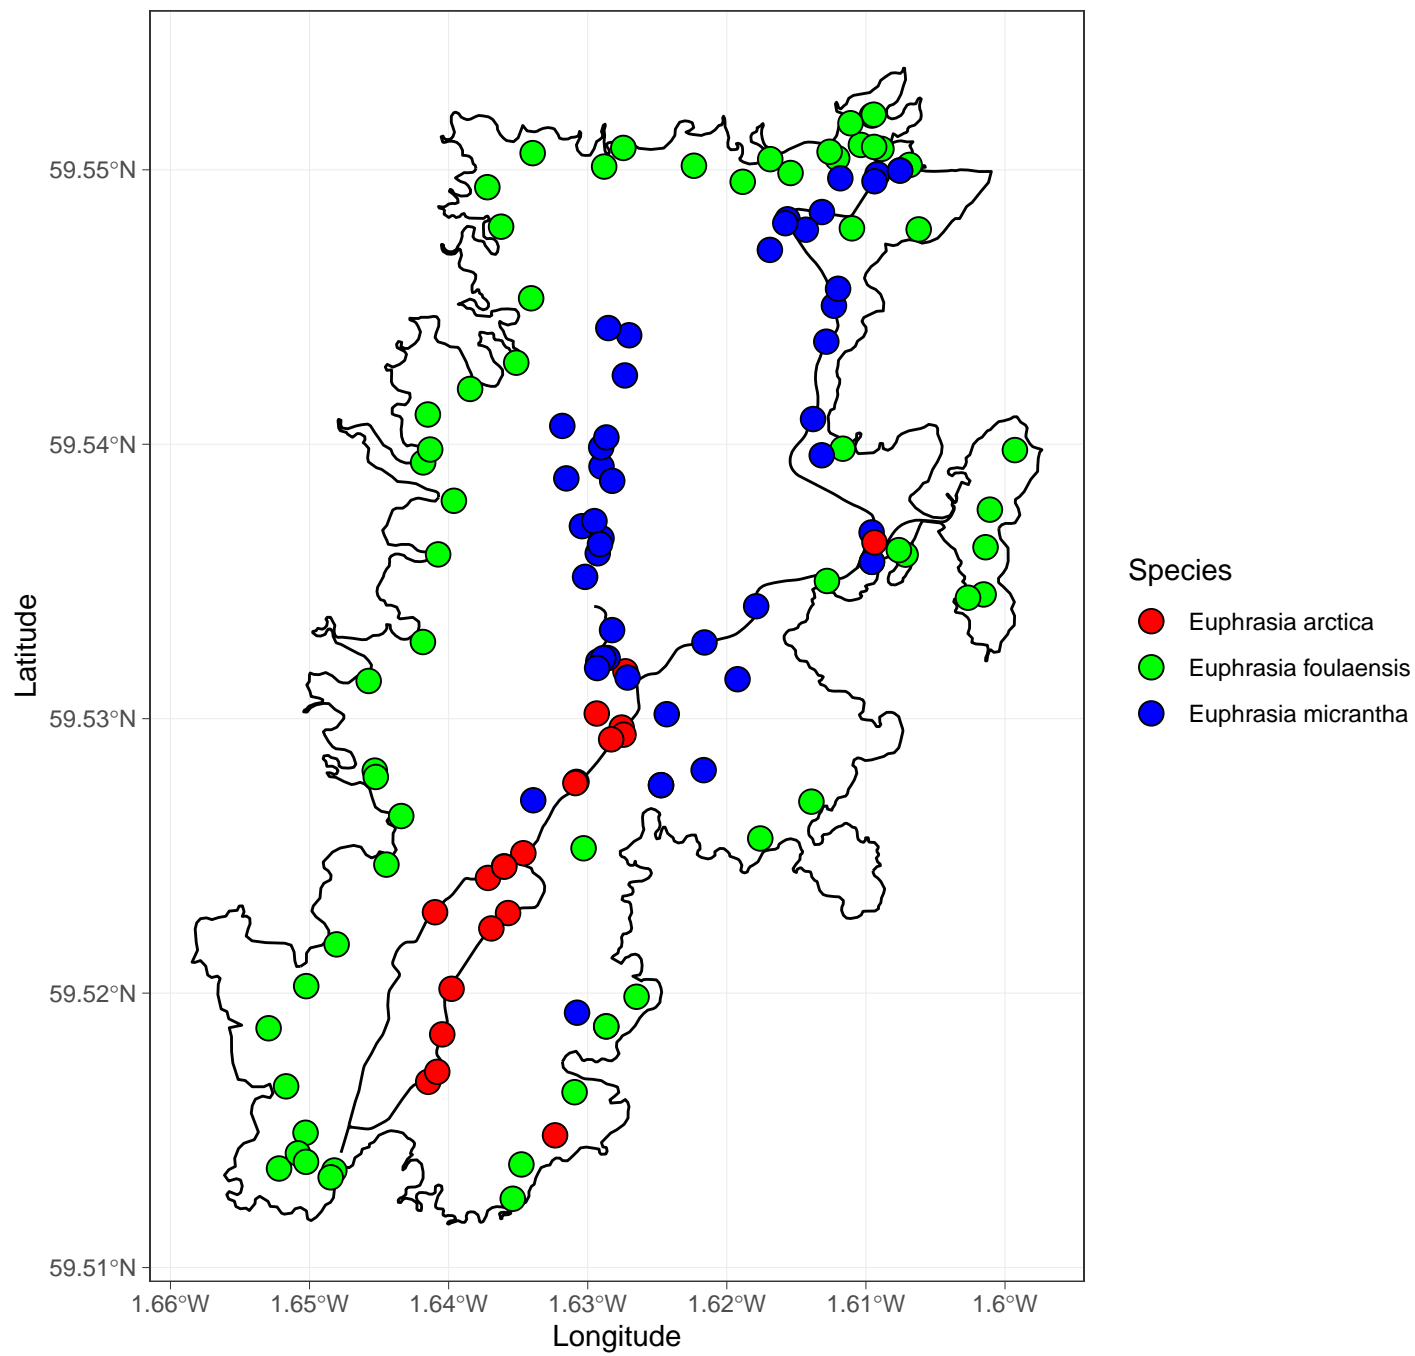 59.55°N
59.54°N
59.53°N
59.52°N
59.51°N
Latitude
1.66°W 1.65°W 1.64°W 1.63°W 1.62°W 1.61°W 1.6°W
Longitude
Species
Euphrasia arctica
Euphrasia foulaensis
Euphrasia micrantha